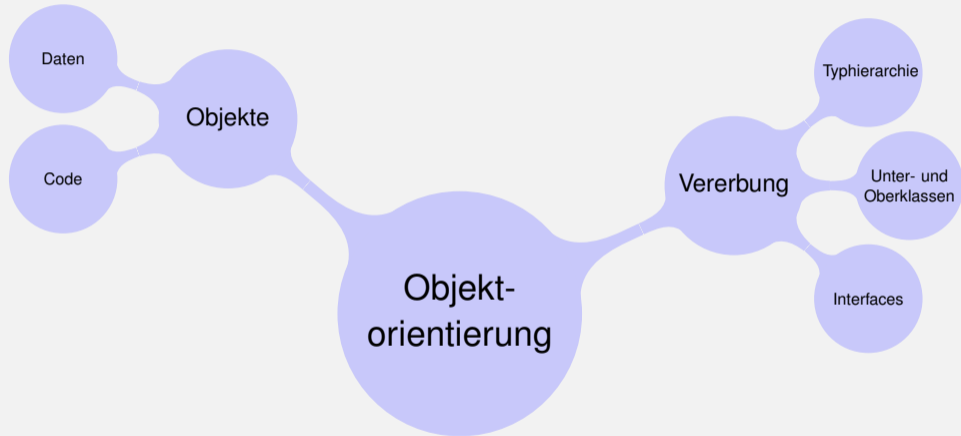 Daten
Code
Objekte
Objekt-
orientierung
Vererbung
Typhierarchie
Unter- und
Oberklassen
Interfaces